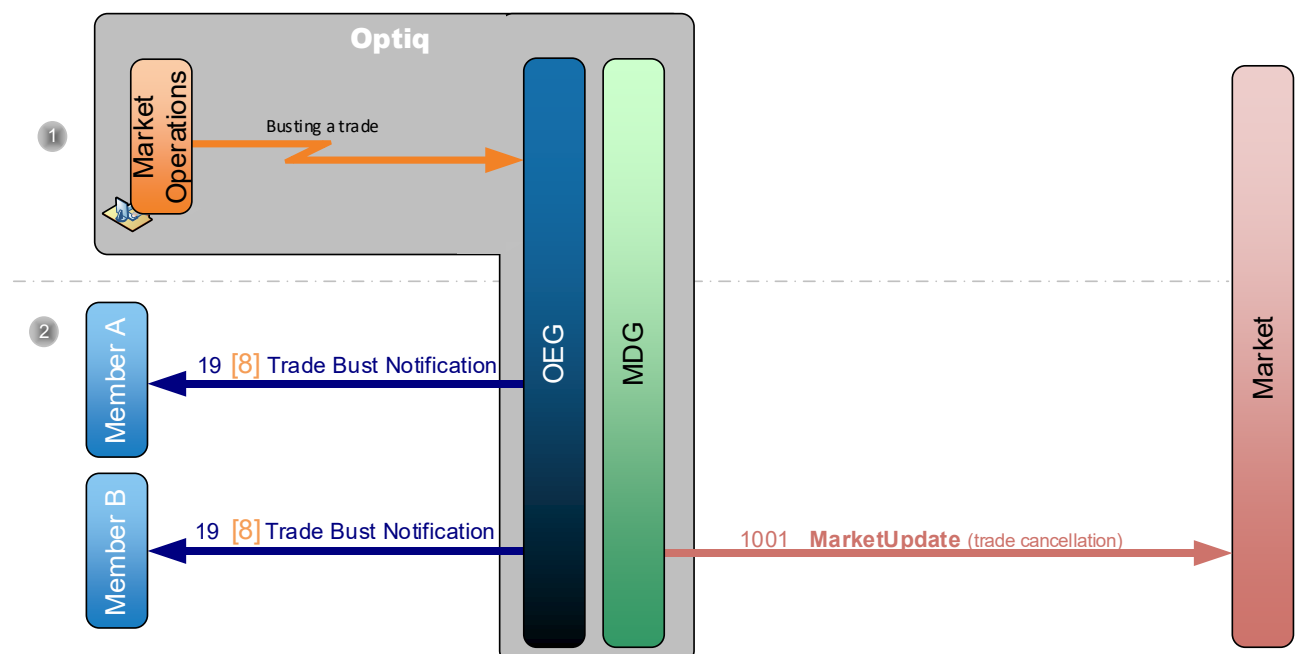 Optiq
Market
Operations
1
Busting a trade
OEG
MDG
Market
2
Member A
19 [8] Trade Bust Notification
Member B
19 [8] Trade Bust Notification
1001 MarketUpdate (trade cancellation)